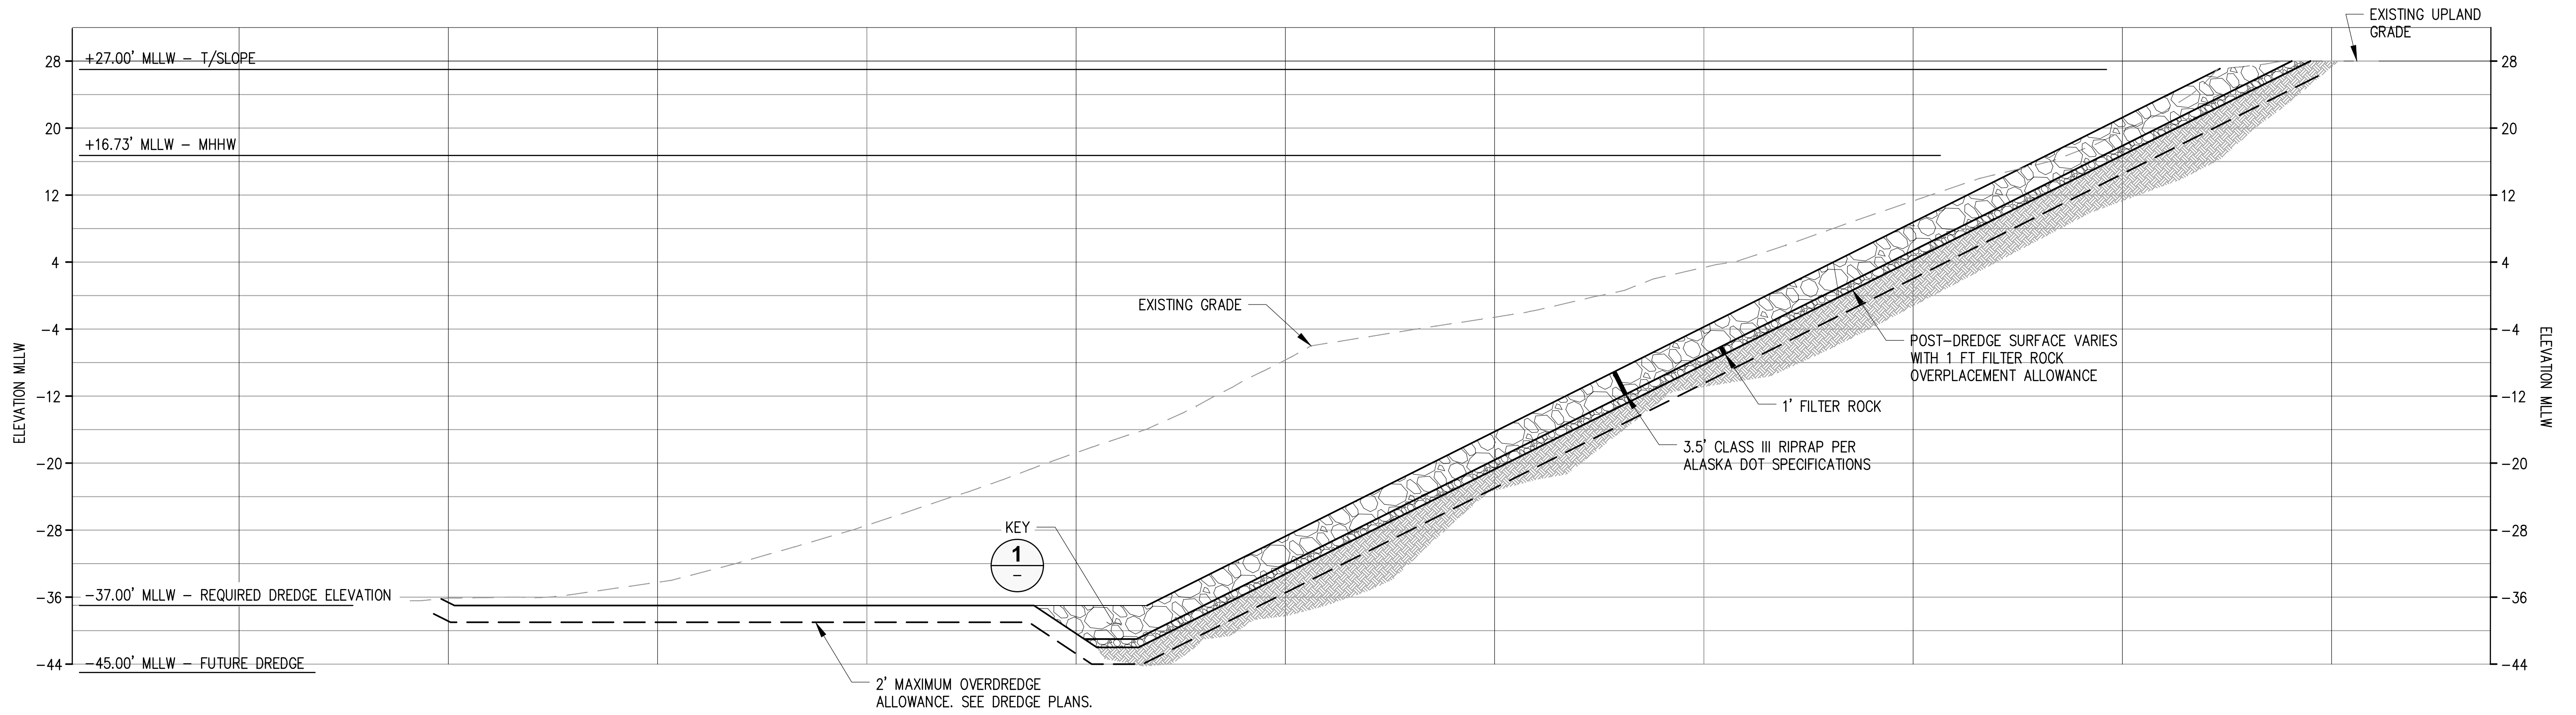 EXISTING UPLAND
GRADE
+27.00' MLLW - T/SLOPE
28
28
20
20
+16.73' MLLW - MHHW
12
12
4
4
EXISTING GRADE
-4
-4
POST-DREDGE SURFACE VARIES
WITH 1 FT FILTER ROCK
OVERPLACEMENT ALLOWANCE
ELEVATION MLLW
ELEVATION MLLW
-12
-12
1' FILTER ROCK
3.5' CLASS III RIPRAP PER
ALASKA DOT SPECIFICATIONS
-20
-20
KEY
-28
-28
1
-
-37.00' MLLW - REQUIRED DREDGE ELEVATION
-36
-36
-45.00' MLLW - FUTURE DREDGE
-44
-44
2' MAXIMUM OVERDREDGE
ALLOWANCE. SEE DREDGE PLANS.